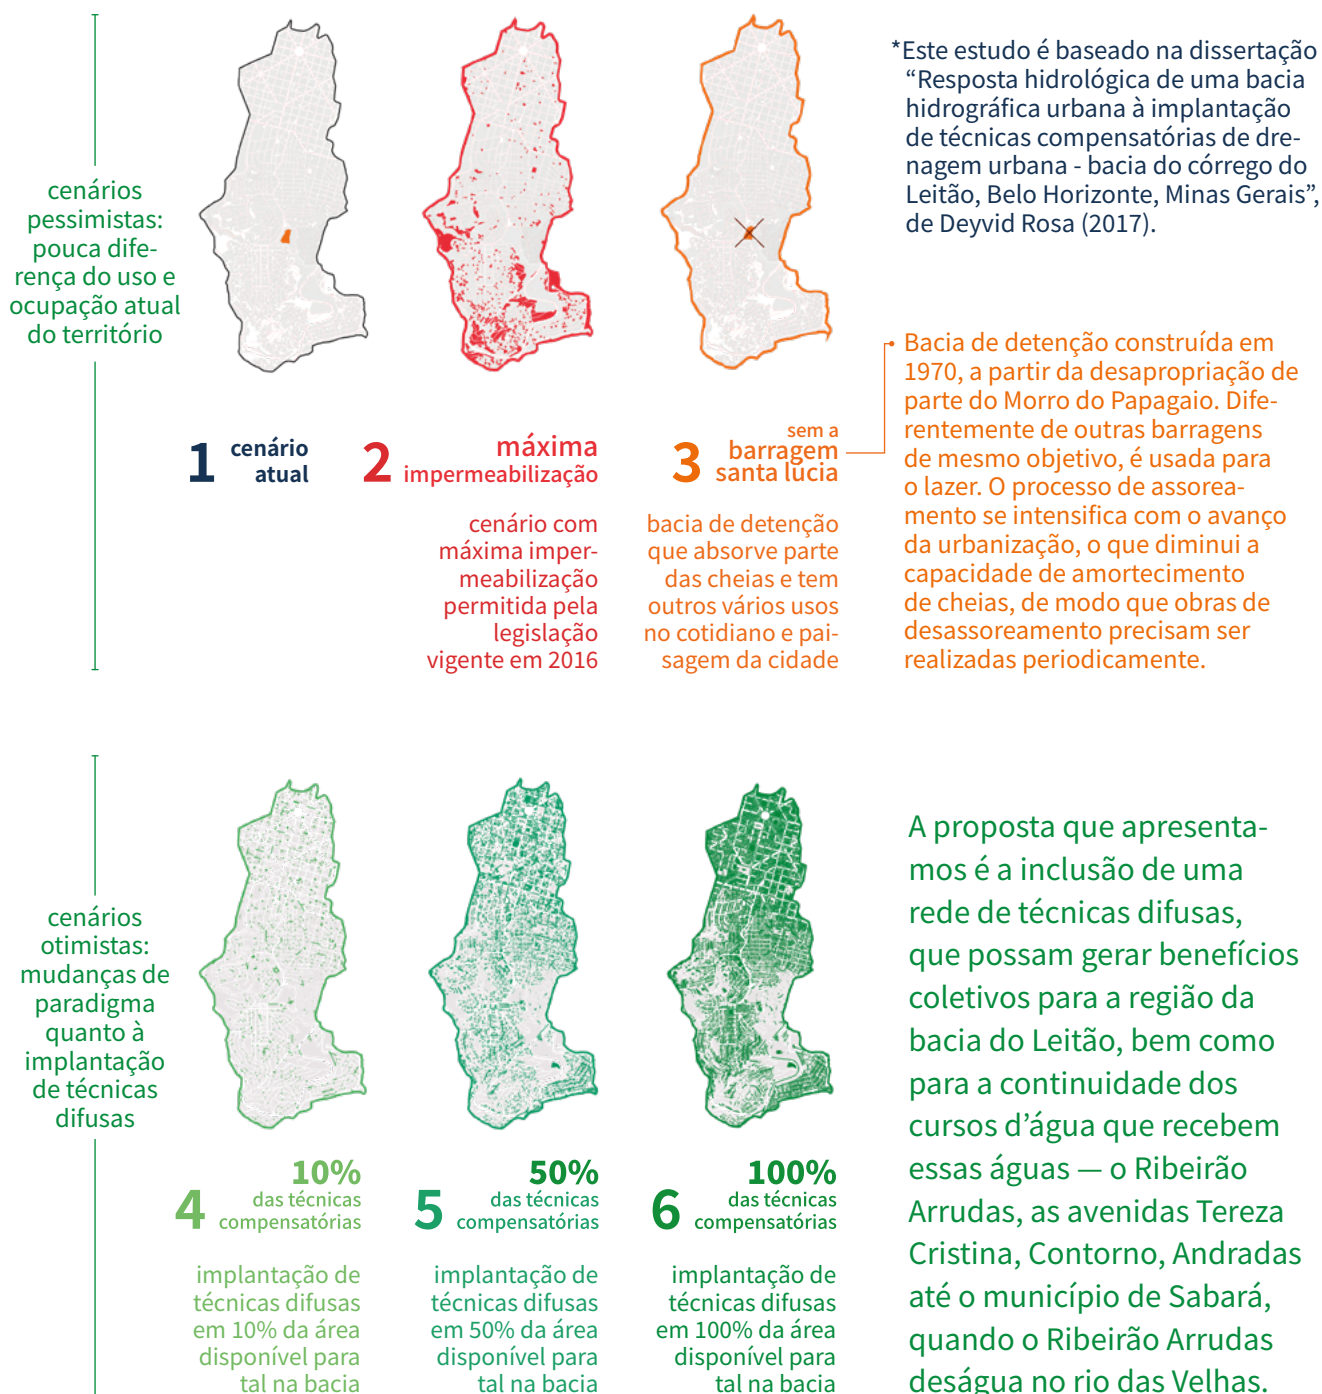 *Este estudo é baseado na dissertação
“Resposta hidrológica de uma bacia
hidrográfica urbana à implantação
de técnicas compensatórias de dre-
nagem urbana - bacia do córrego do
Leitão, Belo Horizonte, Minas Gerais”,
de Deyvid Rosa (2017).
cenários
pessimistas:
pouca dife-
rença do uso e
ocupação atual
do território
1 cenário
atual
2 máxima
impermeabilização
cenário com
máxima imper-
meabilização
permitida pela
legislação
vigente em 2016
3 sem a
barragem
santa lúcia
bacia de detenção
que absorve parte
das cheias e tem
outros vários usos
no cotidiano e pai-
sagem da cidade
Bacia de detenção construída em
1970, a partir da desapropriação de
parte do Morro do Papagaio. Dife-
rentemente de outras barragens
de mesmo objetivo, é usada para
o lazer. O processo de assorea-
mento se intensifica com o avanço
da urbanização, o que diminui a
capacidade de amortecimento
de cheias, de modo que obras de
desassoreamento precisam ser
realizadas periodicamente.
cenários
otimistas:
mudanças de
paradigma
quanto à
implantação
de técnicas
difusas
4 10%
das técnicas
compensatórias
implantação de
técnicas difusas
em 10% da área
disponível para
tal na bacia
5 50%
das técnicas
compensatórias
implantação de
técnicas difusas
em 50% da área
disponível para
tal na bacia
6 100%
das técnicas
compensatórias
implantação de
técnicas difusas
em 100% da área
disponível para
tal na bacia
A proposta que apresenta-
mos é a inclusão de uma
rede de técnicas difusas,
que possam gerar benefícios
coletivos para a região da
bacia do Leitão, bem como
para a continuidade dos
cursos d’água que recebem
essas águas — o Ribeirão
Arrudas, as avenidas Tereza
Cristina, Contorno, Andradas
até o município de Sabará,
quando o Ribeirão Arrudas
deságua no rio das Velhas.